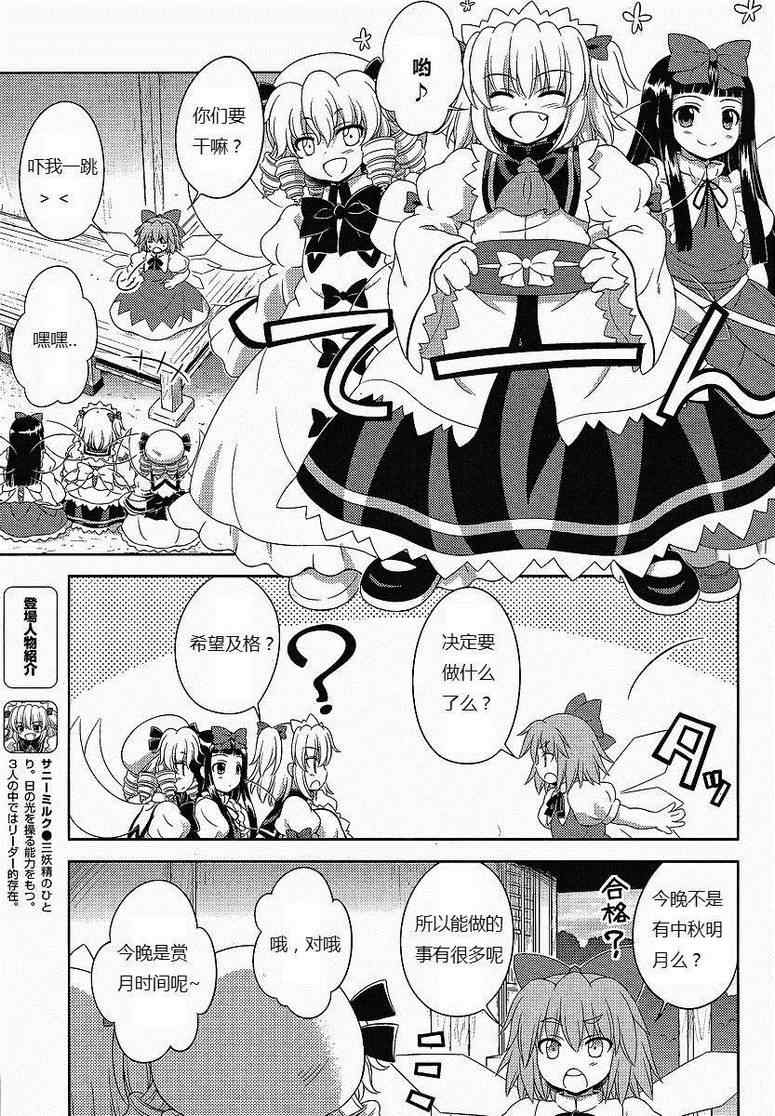 哟♪
你们要
干嘛？
吓我一跳
＞＜
嘿嘿..
てーん
决定要
做什么
了么？
希望及格？
？
タッ
今晚不是
有中秋明
月么？
合格？
所以能做的
事有很多呢
哦，对哦
今晚是赏
月时间呢~
登場人物紹介
サニーミルク●三妖精のひと
り。日の光を操る能力をもつ。
3人の中ではリーダー的存在。